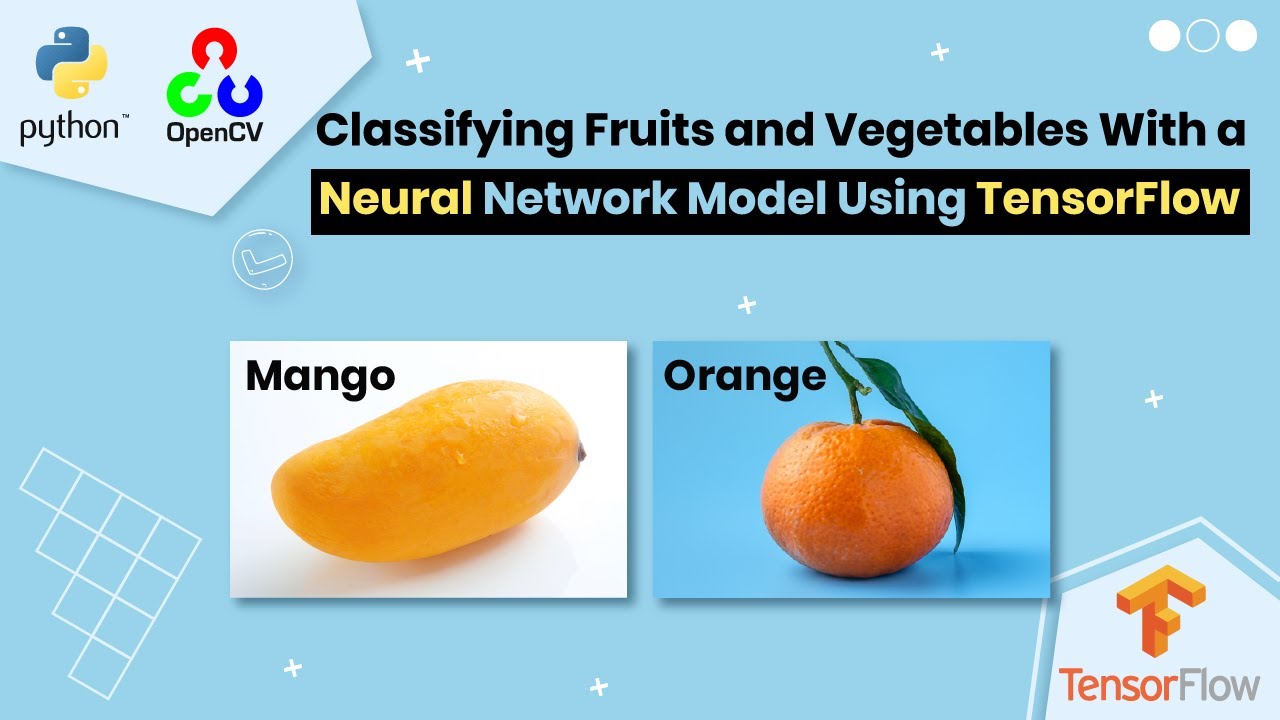 python™
OpenCV
Classifying Fruits and Vegetables With a
Neural Network Model Using TensorFlow
Mango
Orange
TensorFlow